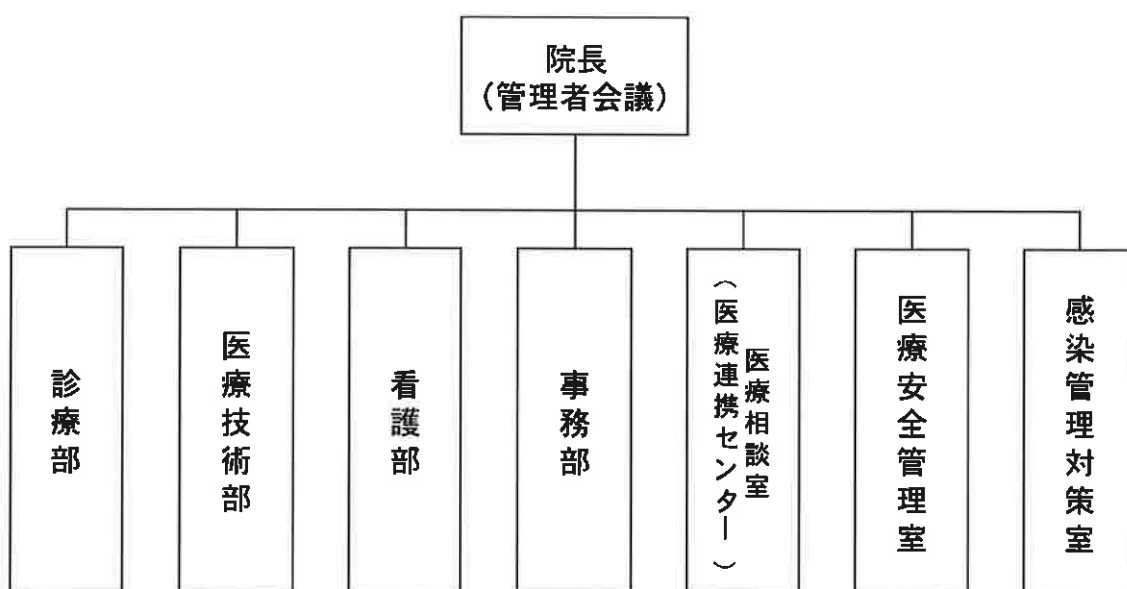 院長
（管理者会議）
診療部
医療技術部
看護部
事務部
医療相談室
（医療連携センター）
医療安全管理室
感染管理対策室